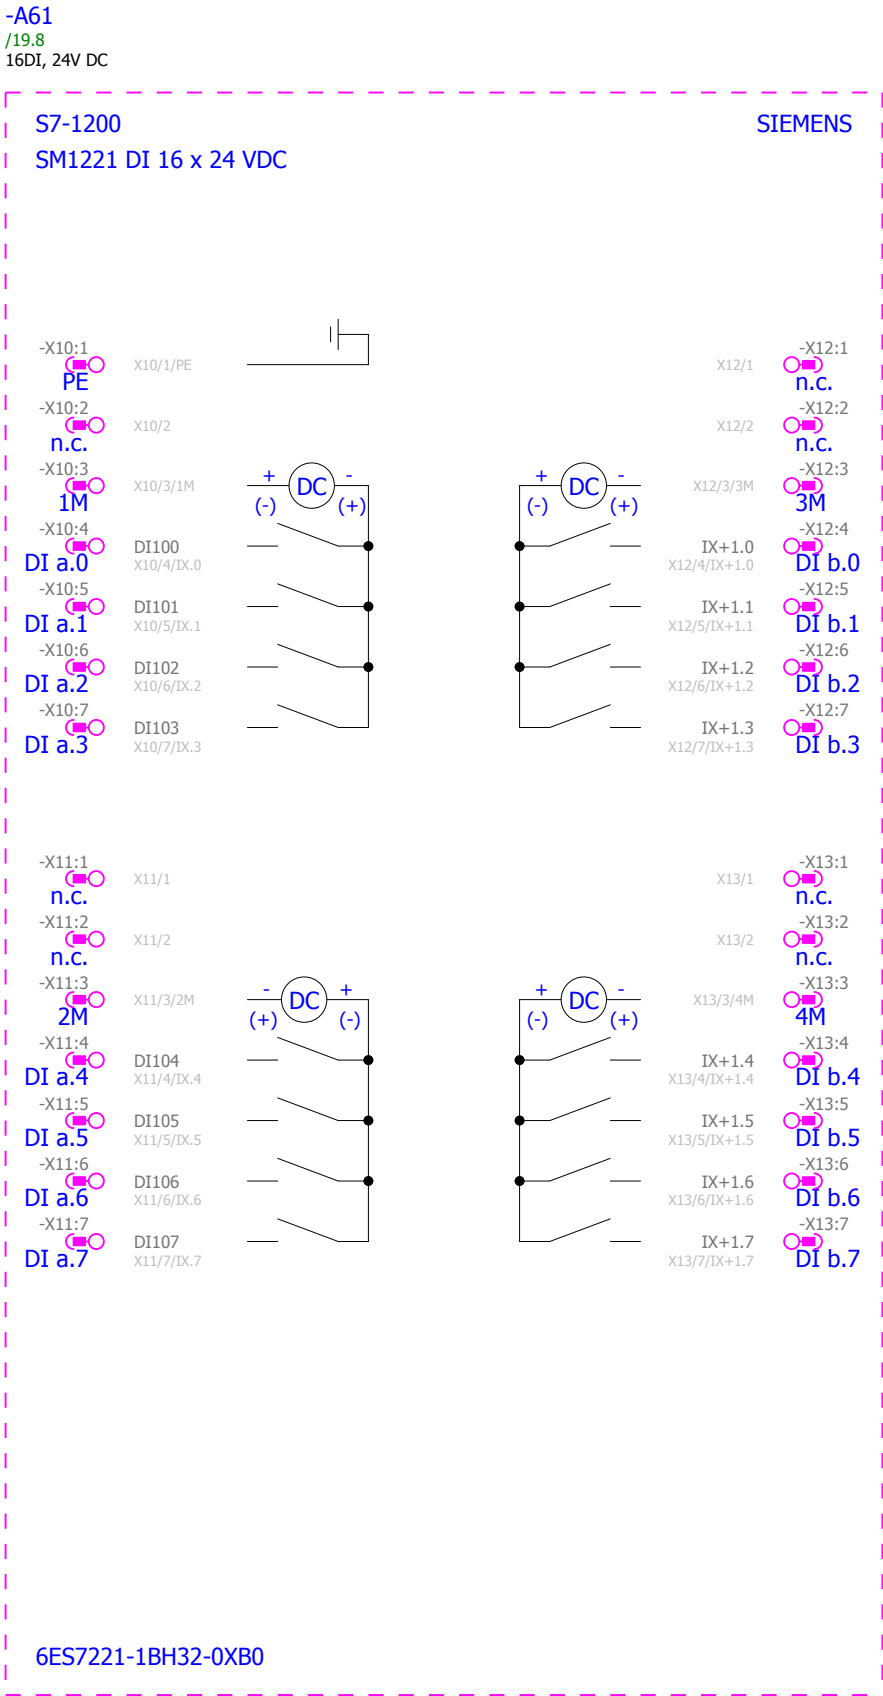 -A61
/19.8
16DI, 24V DC
S7-1200
SIEMENS
SM1221 DI 16 x 24 VDC
-X10:1
X10/1/PE
PE
-X10:2
X10/2
n.c.
-X10:3
X10/3/1M
1M
+ DC -
(-) (+)
-X10:4
DI100
DI a.0
X10/4/IX.0
-X10:5
DI101
DI a.1
X10/5/IX.1
-X10:6
DI102
DI a.2
X10/6/IX.2
-X10:7
DI103
DI a.3
X10/7/IX.3
-X12:1
X12/1
n.c.
-X12:2
X12/2
n.c.
-X12:3
+ DC -
(-) (+)
X12/3/3M
3M
-X12:4
IX+1.0
X12/4/IX+1.0
DI b.0
-X12:5
IX+1.1
X12/5/IX+1.1
DI b.1
-X12:6
IX+1.2
X12/6/IX+1.2
DI b.2
-X12:7
IX+1.3
X12/7/IX+1.3
DI b.3
-X11:1
X11/1
n.c.
-X11:2
X11/2
n.c.
-X11:3
X11/3/2M
2M
- DC +
(+) (-)
-X11:4
DI104
DI a.4
X11/4/IX.4
-X11:5
DI105
DI a.5
X11/5/IX.5
-X11:6
DI106
DI a.6
X11/6/IX.6
-X11:7
DI107
DI a.7
X11/7/IX.7
-X13:1
X13/1
n.c.
-X13:2
X13/2
n.c.
-X13:3
+ DC -
(-) (+)
X13/3/4M
4M
-X13:4
IX+1.4
X13/4/IX+1.4
DI b.4
-X13:5
IX+1.5
X13/5/IX+1.5
DI b.5
-X13:6
IX+1.6
X13/6/IX+1.6
DI b.6
-X13:7
IX+1.7
X13/7/IX+1.7
DI b.7
6ES7221-1BH32-0XB0